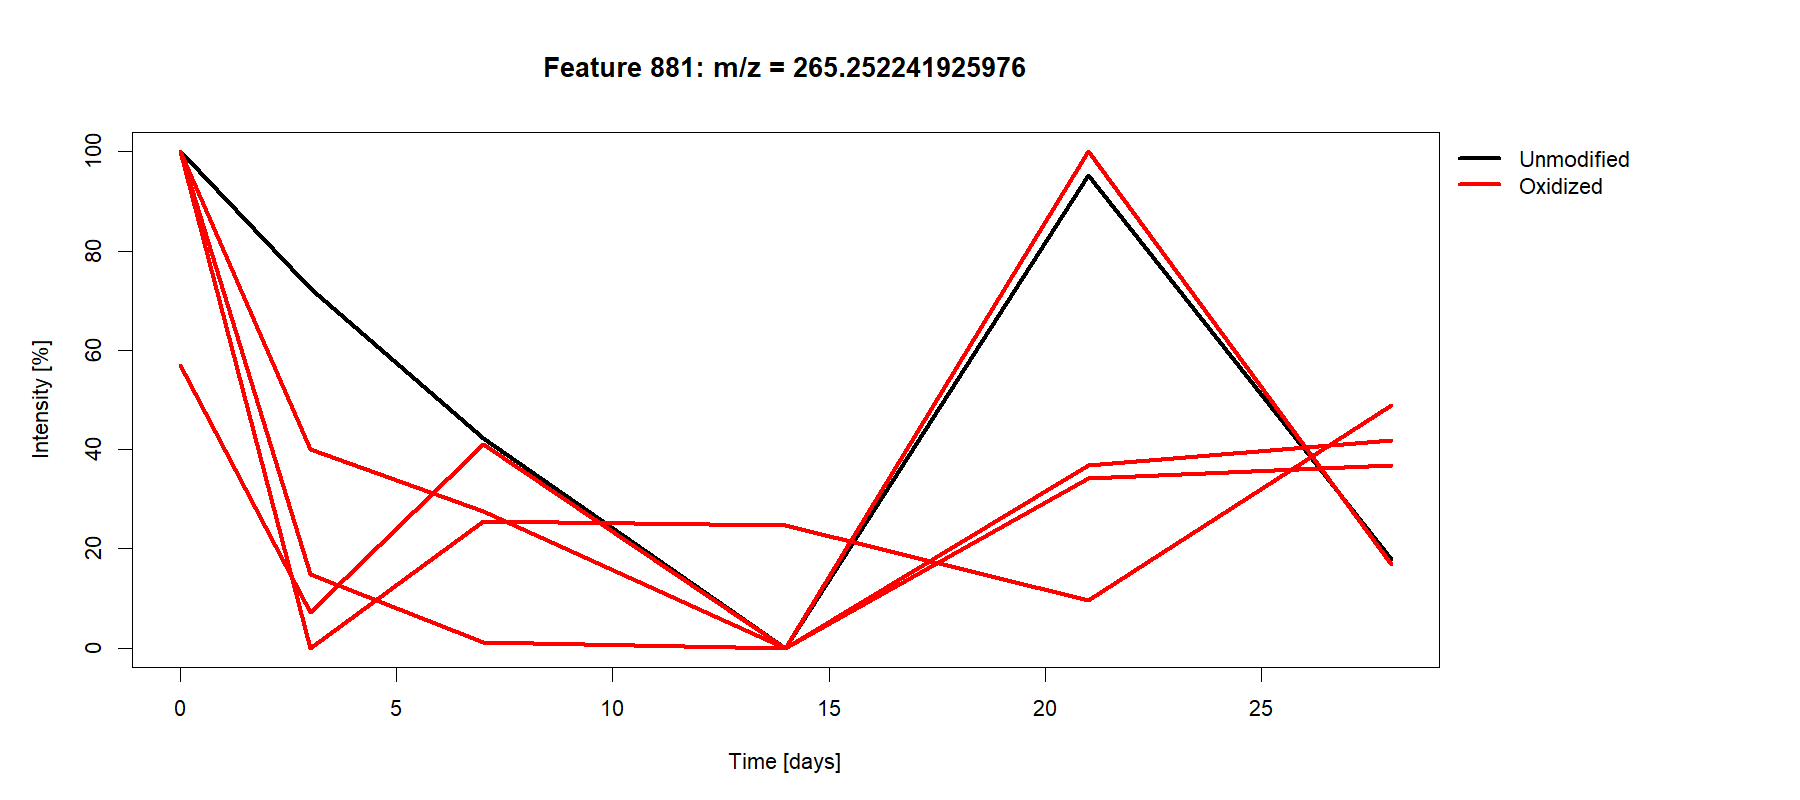 Feature 881: m/z = 265.252241925976
Unmodified
Oxidized
Intensity [%]
100
80
60
40
20
0
0 5 10 15 20 25
Time [days]